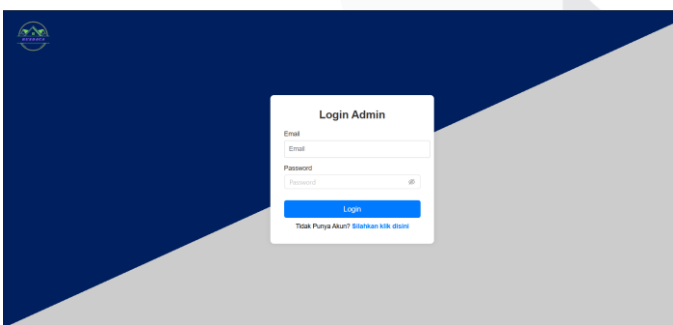 Login Admin
Email
Email
Password
Password
Login
Tidak Punya Akun? Silahkan klik disini